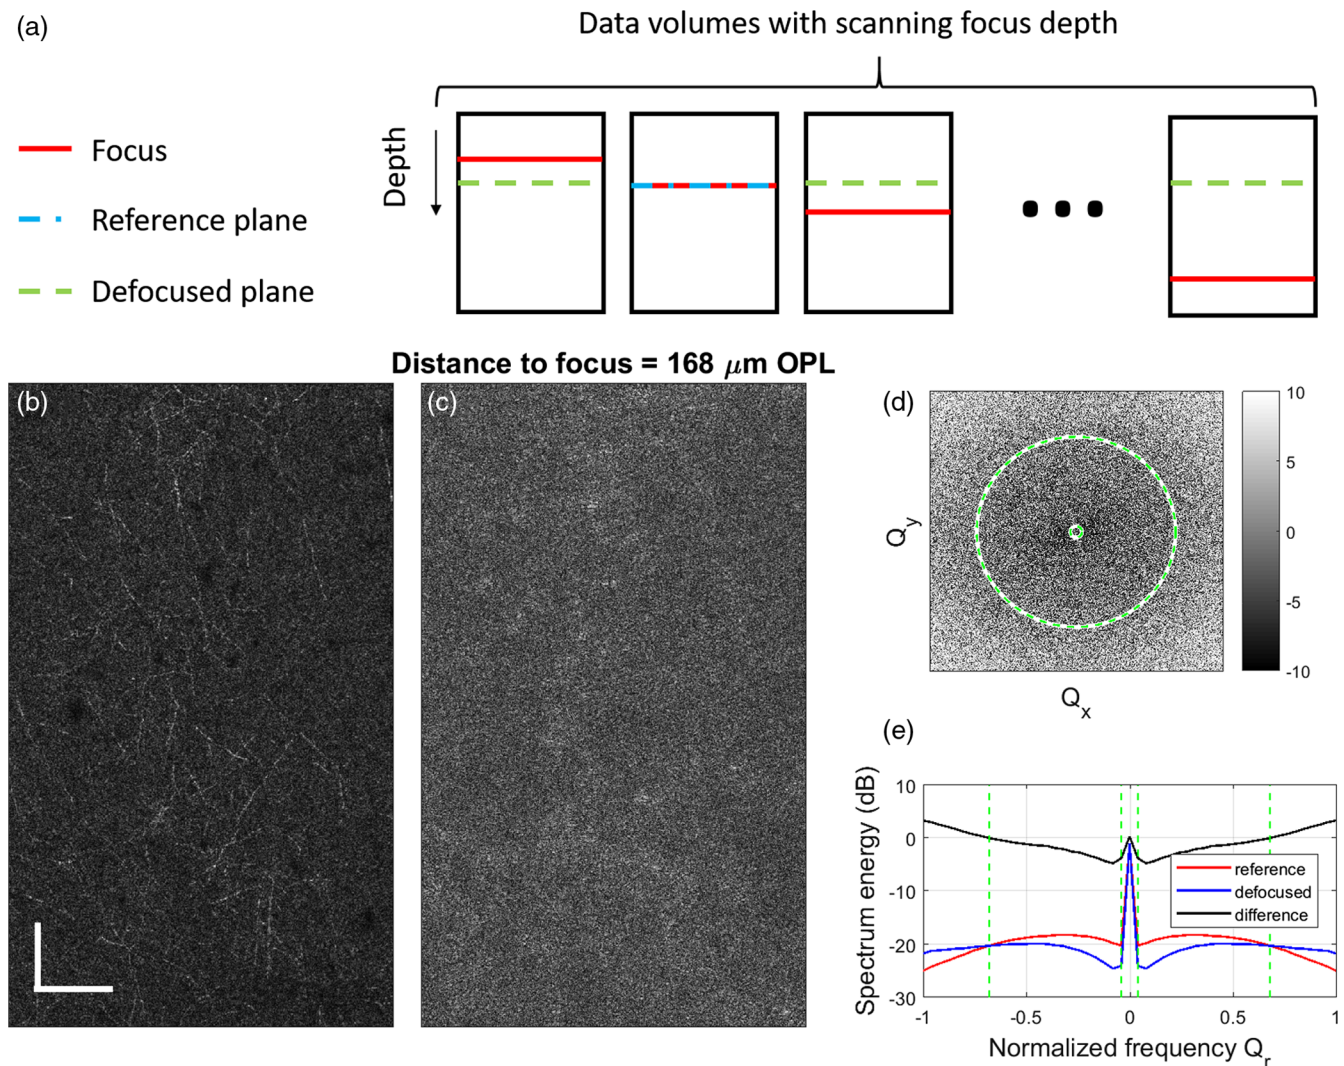 (a)
Data volumes with scanning focus depth
Focus
Reference plane
Defocused plane
Depth
Distance to focus = 168 μm OPL
(b)
(c)
(d)
10
5
0
-5
-10
Q_y
Q_x
(e)
Spectrum energy (dB)
10
0
-10
-20
-30
reference
defocused
difference
-1
-0.5
0
0.5
1
Normalized frequency Q_r